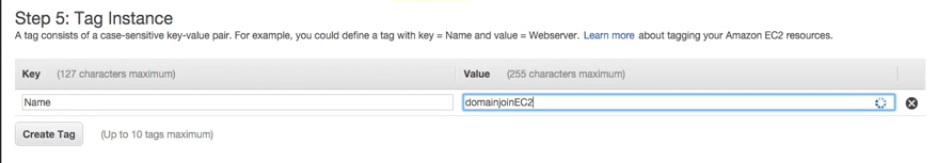 Step 5: Tag Instance
A tag consists of a case-sensitive key-value pair. For example, you could define a tag with key = Name and value = Webserver. Learn more about tagging your Amazon EC2 resources.
Key (127 characters maximum) Value (255 characters maximum)
Name domainjoinEC2
Create Tag (Up to 10 tags maximum)